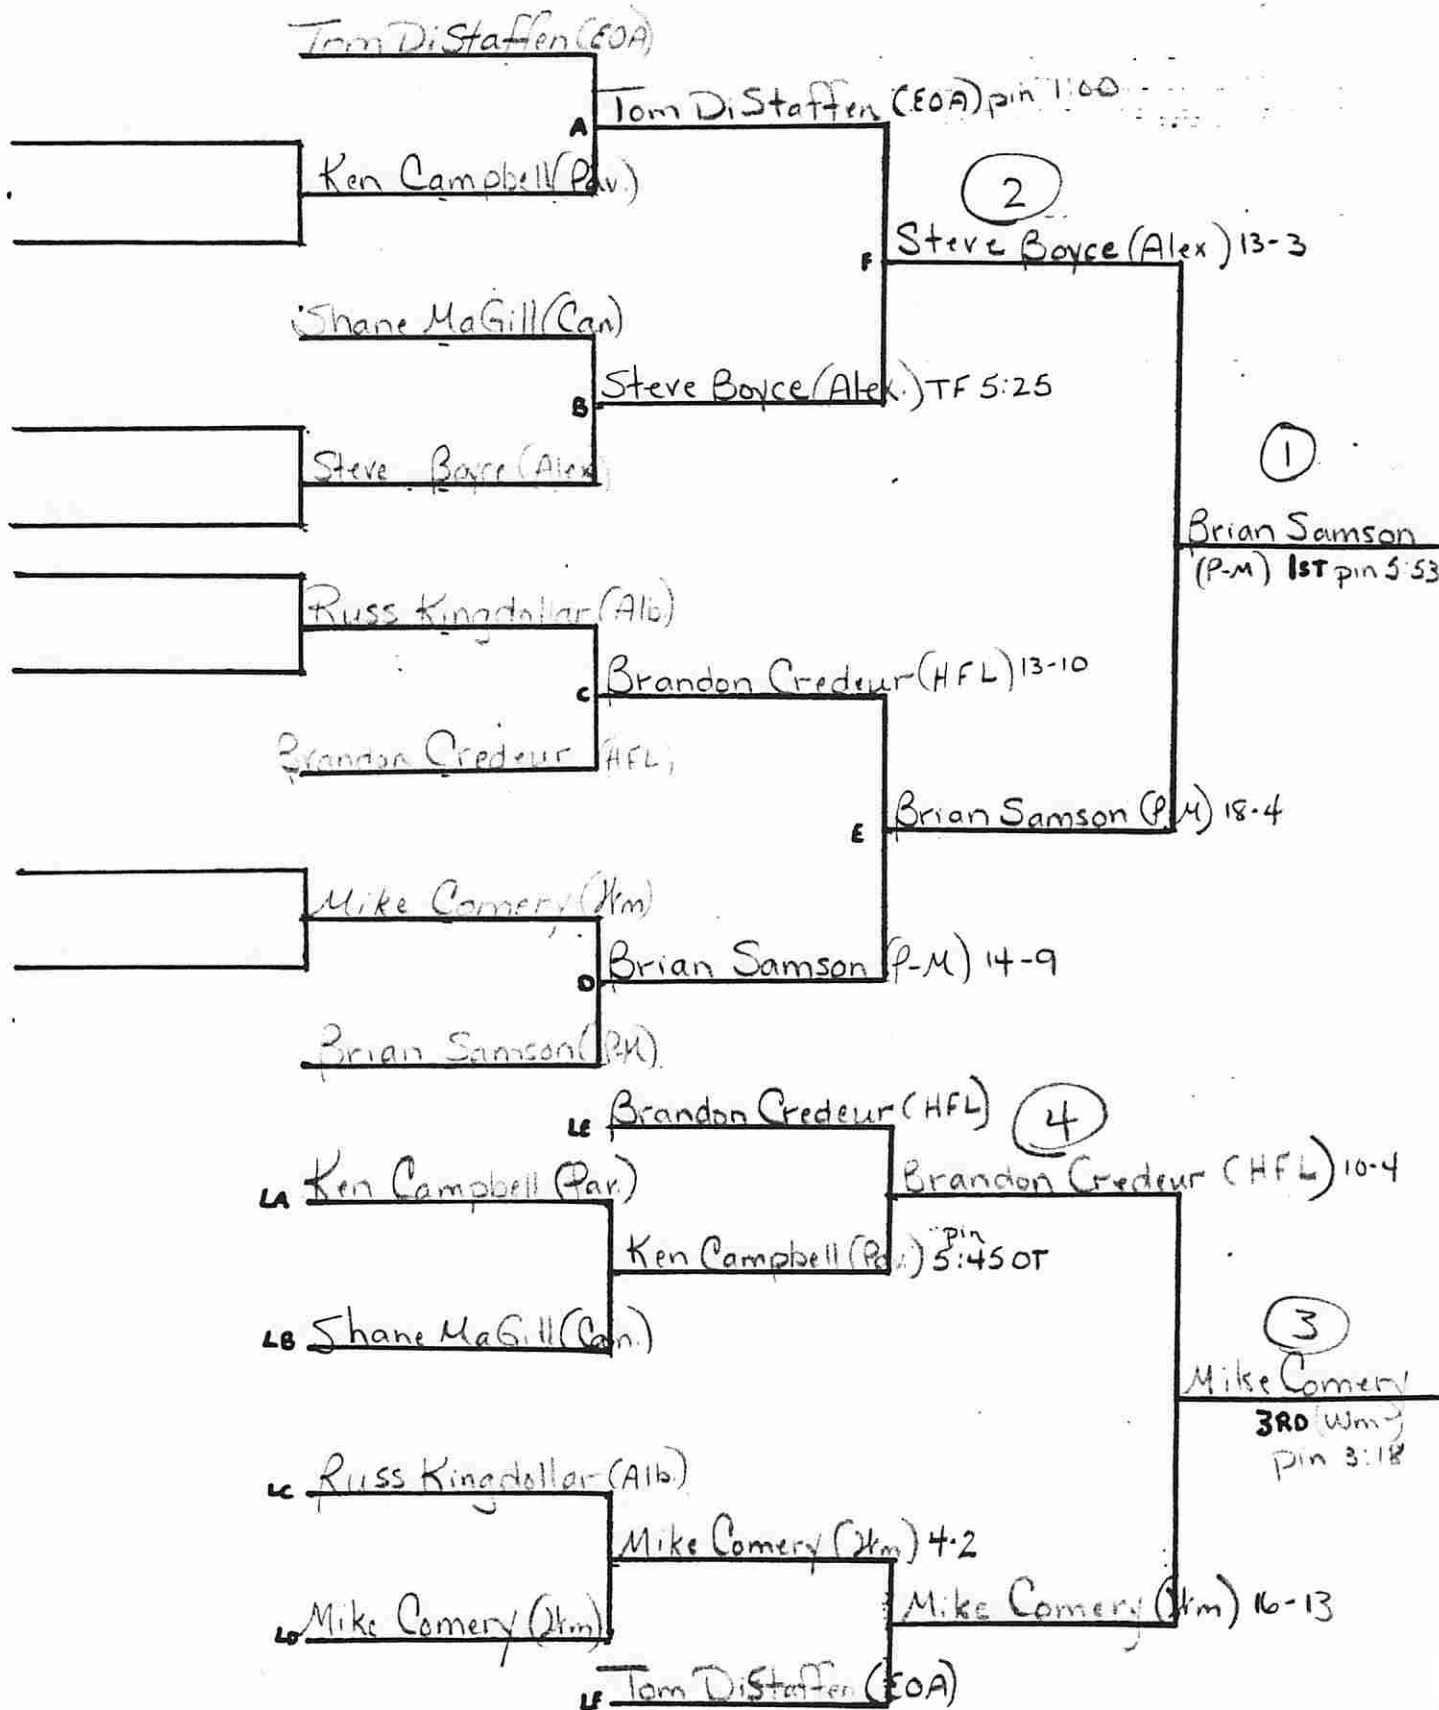 Tom DiStaffen (EOA)
A Tom DiStaffen (EOA) pin 1:00
Ken Campbell (Pav.)
2
F Steve Boyce (Alex) 13-3
Shane MaGill (Can)
B Steve Boyce (Alex.) TF 5:25
Steve Boyce (Alex)
1
Brian Samson
(P-M) 1ST pin 5:53
Russ Kingdollar (Alb.)
C Brandon Credeur (HFL) 13-10
Brandon Credeur (HFL)
E Brian Samson (P.M) 18-4
Mike Comery (Wm)
D Brian Samson (P-M) 14-9
Brian Samson (P-M)
LE Brandon Credeur (HFL)
4
LA Ken Campbell (Pav.)
Brandon Credeur (HFL) 10-4
Ken Campbell (Pav.) pin 5:45 OT
LB Shane MaGill (Can.)
3
Mike Comery
3RD (Wm)
pin 3:18
LC Russ Kingdollar (Alb.)
Mike Comery (Wm) 4-2
LD Mike Comery (Wm)
Mike Comery (Wm) 16-13
LF Tom DiStaffen (EOA)